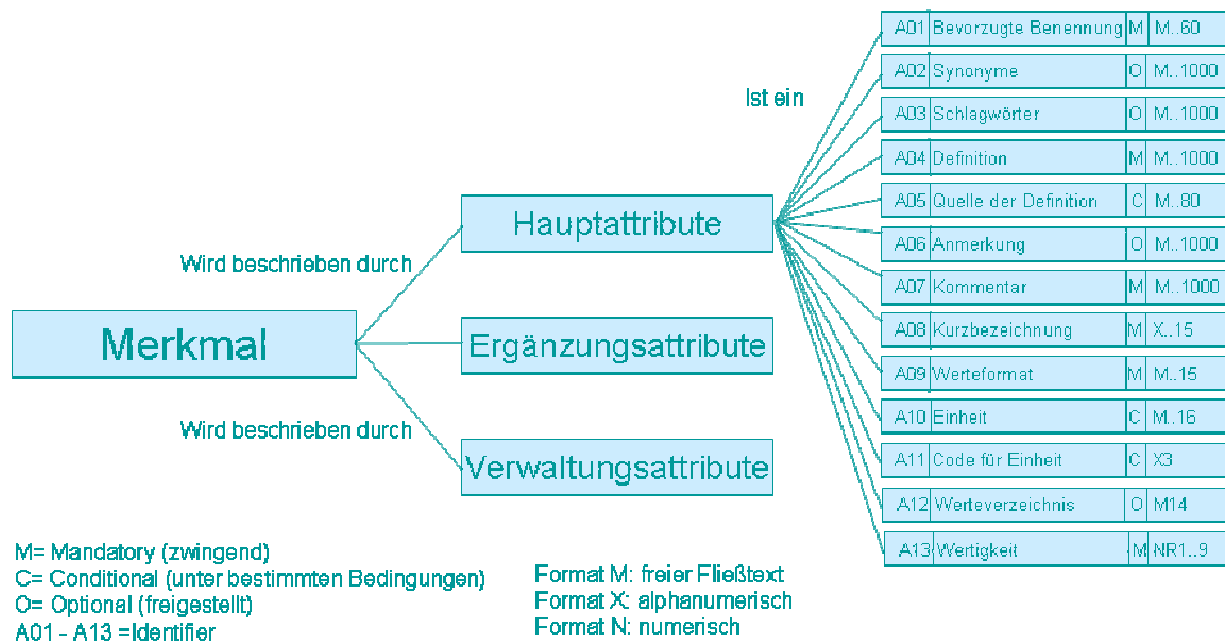 Merkmal
Wird beschrieben durch
Wird beschrieben durch
Hauptattribute
Ergänzungsattribute
Verwaltungsattribute
Ist ein
A01 Bevorzugte Benennung M M..60
A02 Synonyme O M..1000
A03 Schlagwörter O M..1000
A04 Definition M M..1000
A05 Quelle der Definition C M..80
A06 Anmerkung O M..1000
A07 Kommentar M M..1000
A08 Kurzbezeichnung M X..15
A09 Werteformat M M..15
A10 Einheit C M..16
A11 Code für Einheit C X3
A12 Werteverzeichnis O M14
A13 Wertigkeit M NR1..9
M= Mandatory (zwingend)
C= Conditional (unter bestimmten Bedingungen)
O= Optional (freigestellt)
A01 - A13 =Identifier
Format M: freier Fließtext
Format X: alphanumerisch
Format N: numerisch